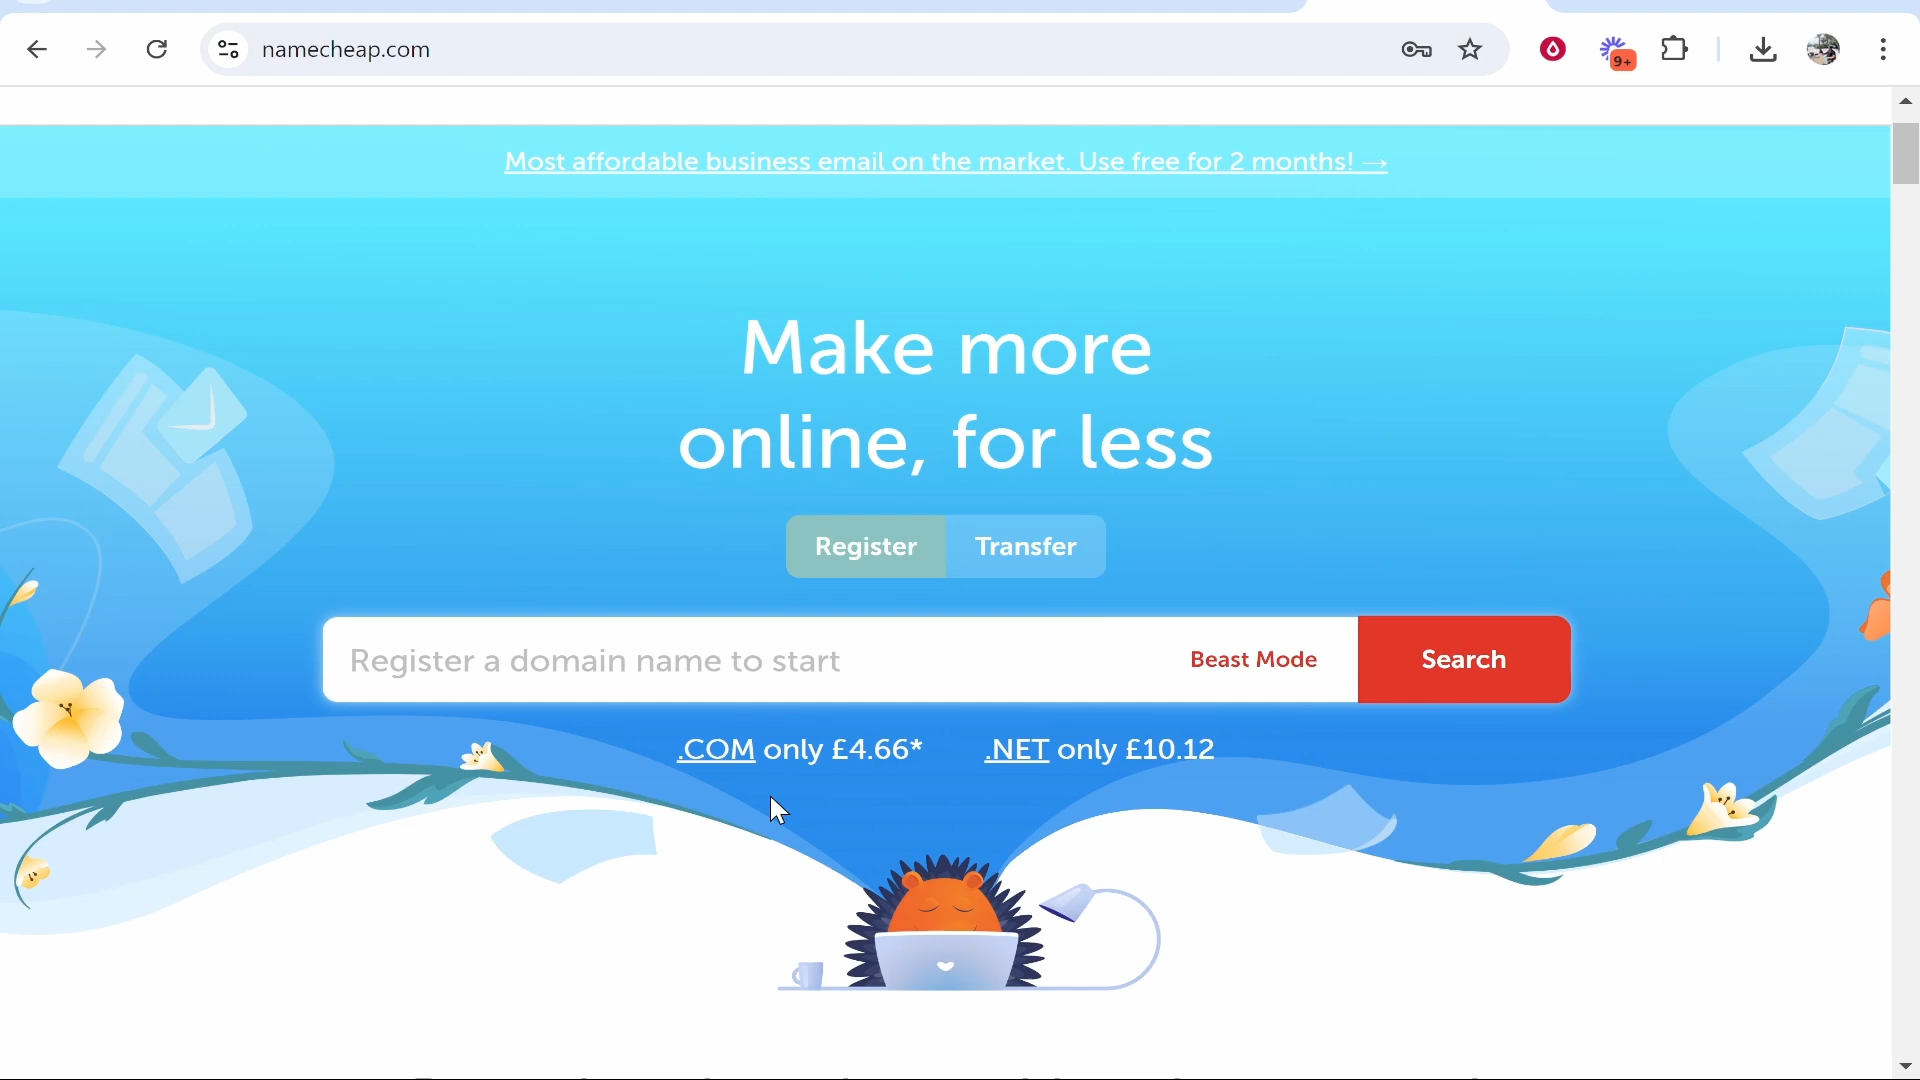 namecheap.com
9+
Most affordable business email on the market. Use free for 2 months! →
Make more
online, for less
Register Transfer
Register a domain name to start Beast Mode Search
.COM only £4.66* .NET only £10.12